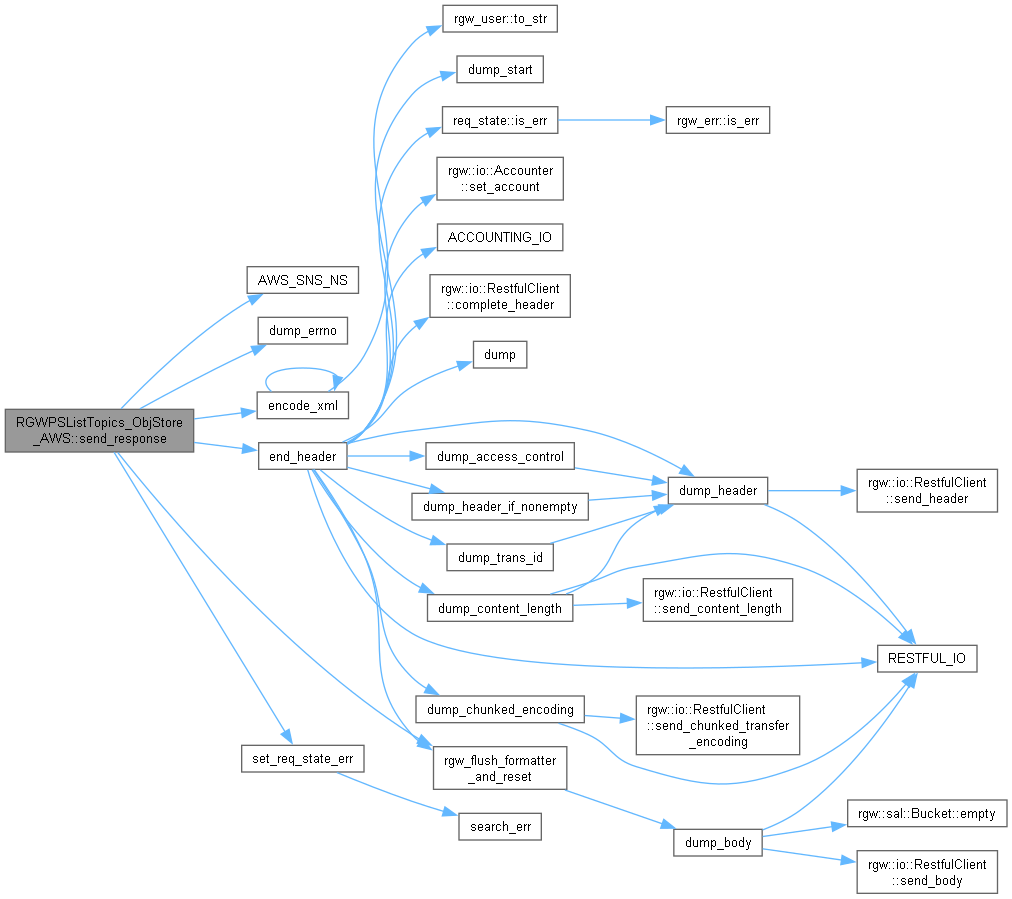 rgw_user::to_str
dump_start
req_state::is_err
rgw_err::is_err
rgw::io::Accounter
::set_account
ACCOUNTING_IO
AWS_SNS_NS
rgw::io::RestfulClient
::complete_header
dump_errno
dump
encode_xml
RGWPSListTopics_ObjStore
_AWS::send_response
end_header
dump_access_control
dump_header
rgw::io::RestfulClient
::send_header
dump_header_if_nonempty
dump_trans_id
dump_content_length
rgw::io::RestfulClient
::send_content_length
RESTFUL_IO
dump_chunked_encoding
rgw::io::RestfulClient
::send_chunked_transfer
_encoding
set_req_state_err
rgw_flush_formatter
_and_reset
search_err
dump_body
rgw::sal::Bucket::empty
rgw::io::RestfulClient
::send_body